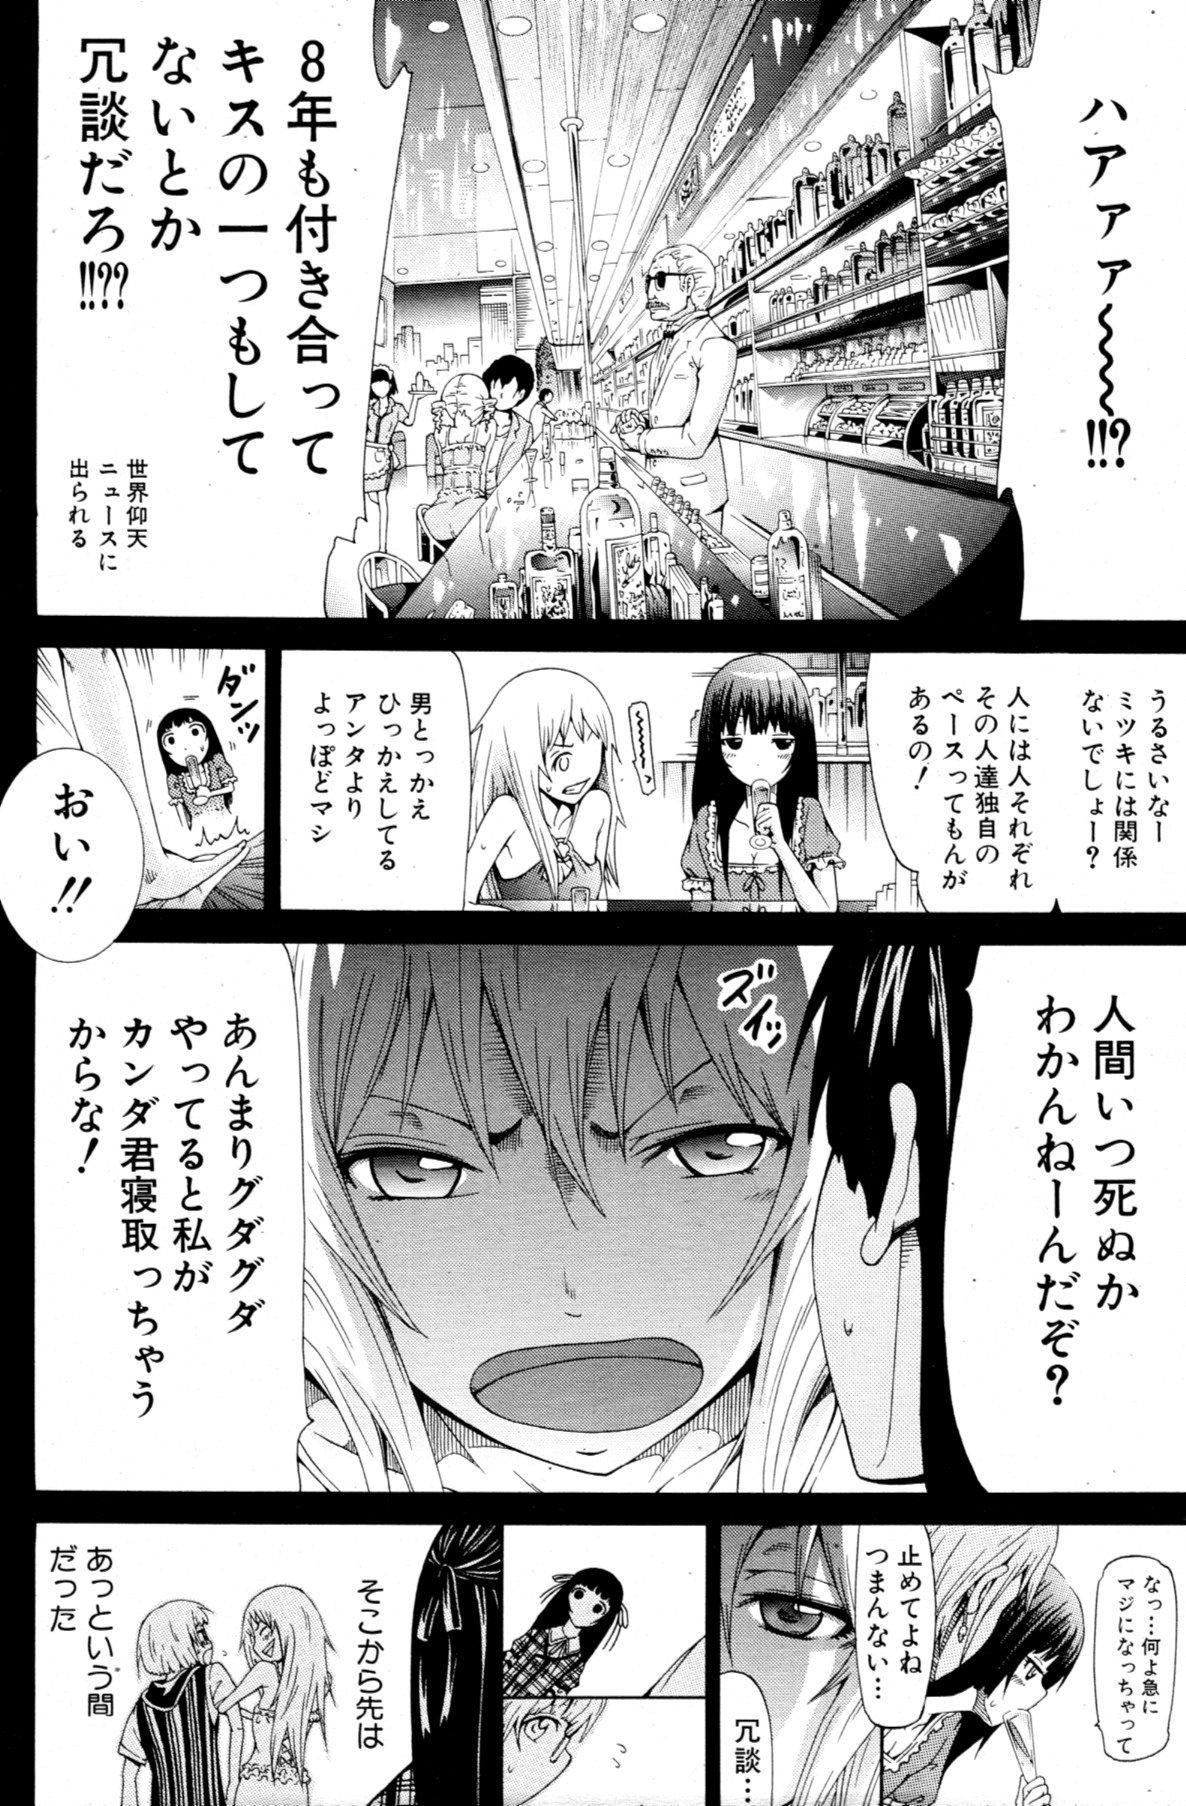 ハアァァ～～～!!?
8年も付き合って
キスの一つもして
ないとか
冗談だろ!!??
世界仰天
ニュースに
出られる
うるさいなー
ミツキには関係
ないでしょー?
人には人それぞれ
その人達独自の
ペースってもんが
あるの!
男とっかえ
ひっかえしてる
アンタより
よっぽどマシ
ダンッ
おい!!
人間いつ死ぬか
わかんねーんだぞ?
ズイッ
あんまりグダグダ
やってると私が
カンダ君寝取っちゃう
からな!
なっ…何よ急に
マジになっちゃって
止めてよね
つまんない…
冗談…
そこから先は
あっという間
だった